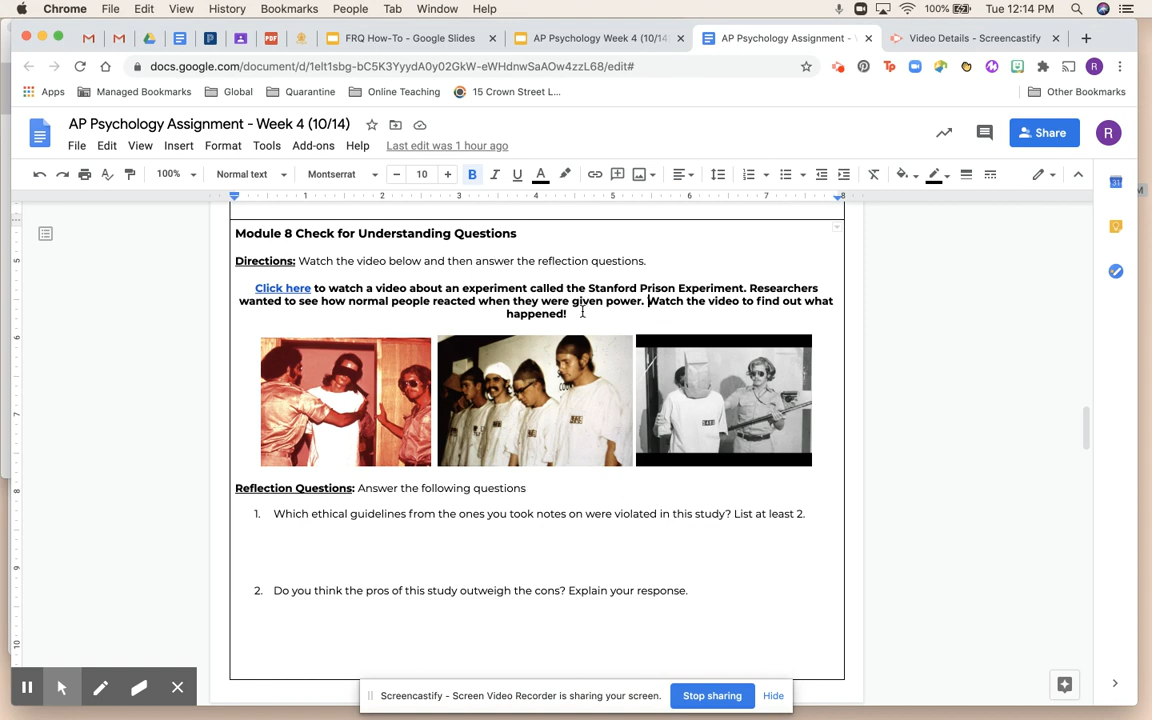 Chrome File Edit View History Bookmarks People Tab Window Help 100% Tue 12:14 PM
FRQ How-To - Google Slides AP Psychology Week 4 (10/14 AP Psychology Assignment - Video Details - Screencastify
docs.google.com/document/d/1elt1sbg-bC5K3YyydA0y02GkW-eWHdnwSaAOw4zzL68/edit#
Apps Managed Bookmarks Global Quarantine Online Teaching 15 Crown Street L... Other Bookmarks
AP Psychology Assignment - Week 4 (10/14)
File Edit View Insert Format Tools Add-ons Help Last edit was 1 hour ago
Share R
100% Normal text Montserrat 10 B I U A
1 2 3 4 5 6 7 8
Module 8 Check for Understanding Questions
Directions: Watch the video below and then answer the reflection questions.
Click here to watch a video about an experiment called the Stanford Prison Experiment. Researchers
wanted to see how normal people reacted when they were given power. Watch the video to find out what
happened!
Reflection Questions: Answer the following questions
1. Which ethical guidelines from the ones you took notes on were violated in this study? List at least 2.
2. Do you think the pros of this study outweigh the cons? Explain your response.
Screencastify - Screen Video Recorder is sharing your screen. Stop sharing Hide